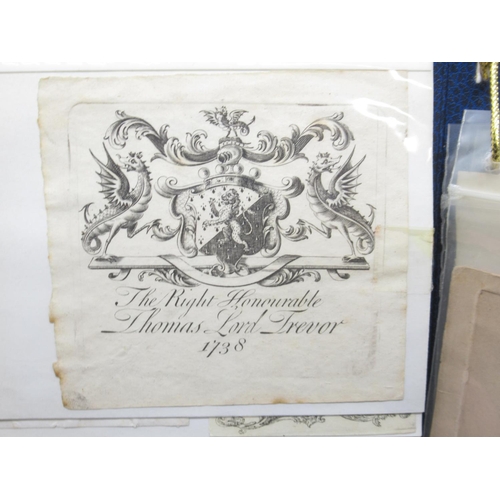 The Right Honourable
Thomas Lord Trevor
1738